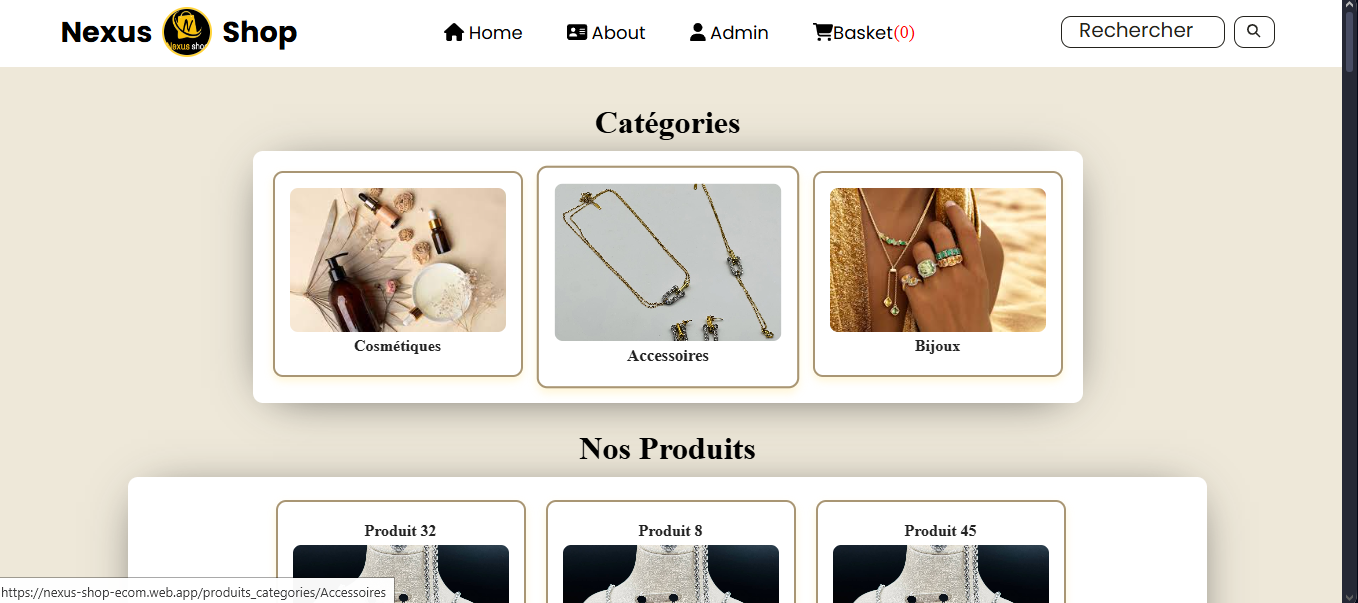 Nexus Nexus shop Shop
Home About Admin Basket(0)
Rechercher
Catégories
Cosmétiques
Accessoires
Bijoux
Nos Produits
Produit 32
Produit 8
Produit 45
https://nexus-shop-ecom.web.app/produits_categories/Accessoires